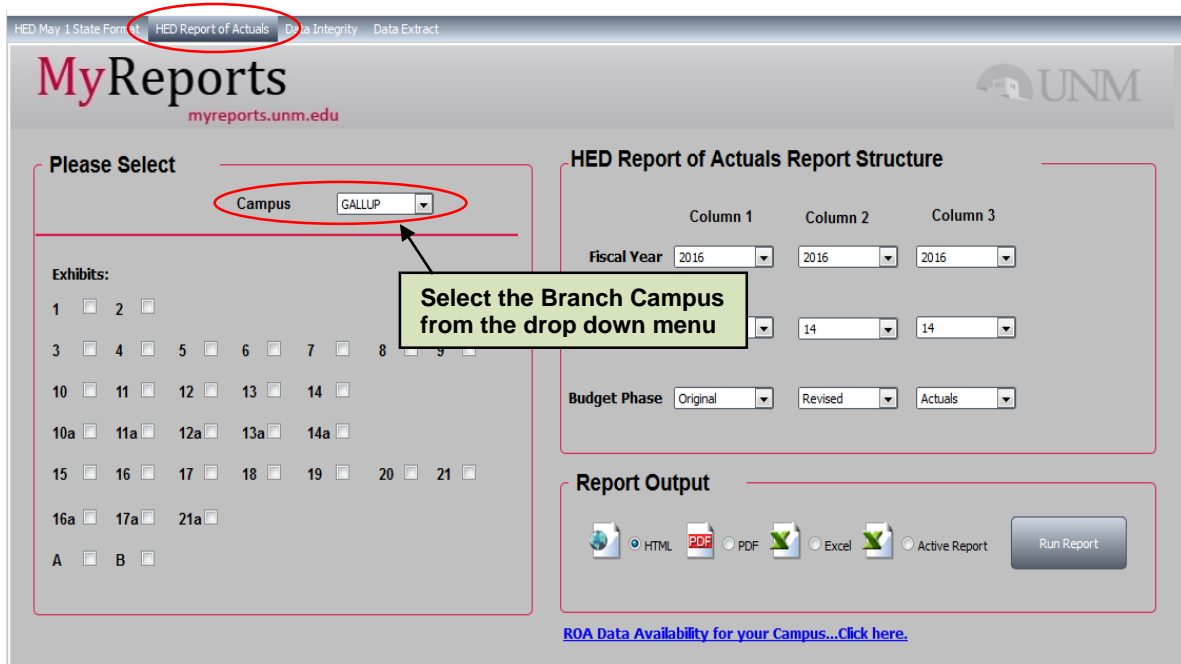 HED May 1 State Format HED Report of Actuals Data Integrity Data Extract
MyReports
myreports.unm.edu
UNM
Please Select
Campus GALLUP
Exhibits:
1 2
3 4 5 6 7 8 9
10 11 12 13 14
10a 11a 12a 13a 14a
15 16 17 18 19 20 21
16a 17a 21a
A B
Select the Branch Campus
from the drop down menu
HED Report of Actuals Report Structure
Column 1 Column 2 Column 3
Fiscal Year 2016 2016 2016
14 14
Budget Phase Original Revised Actuals
Report Output
HTML PDF PDF Excel Active Report Run Report
ROA Data Availability for your Campus...Click here.